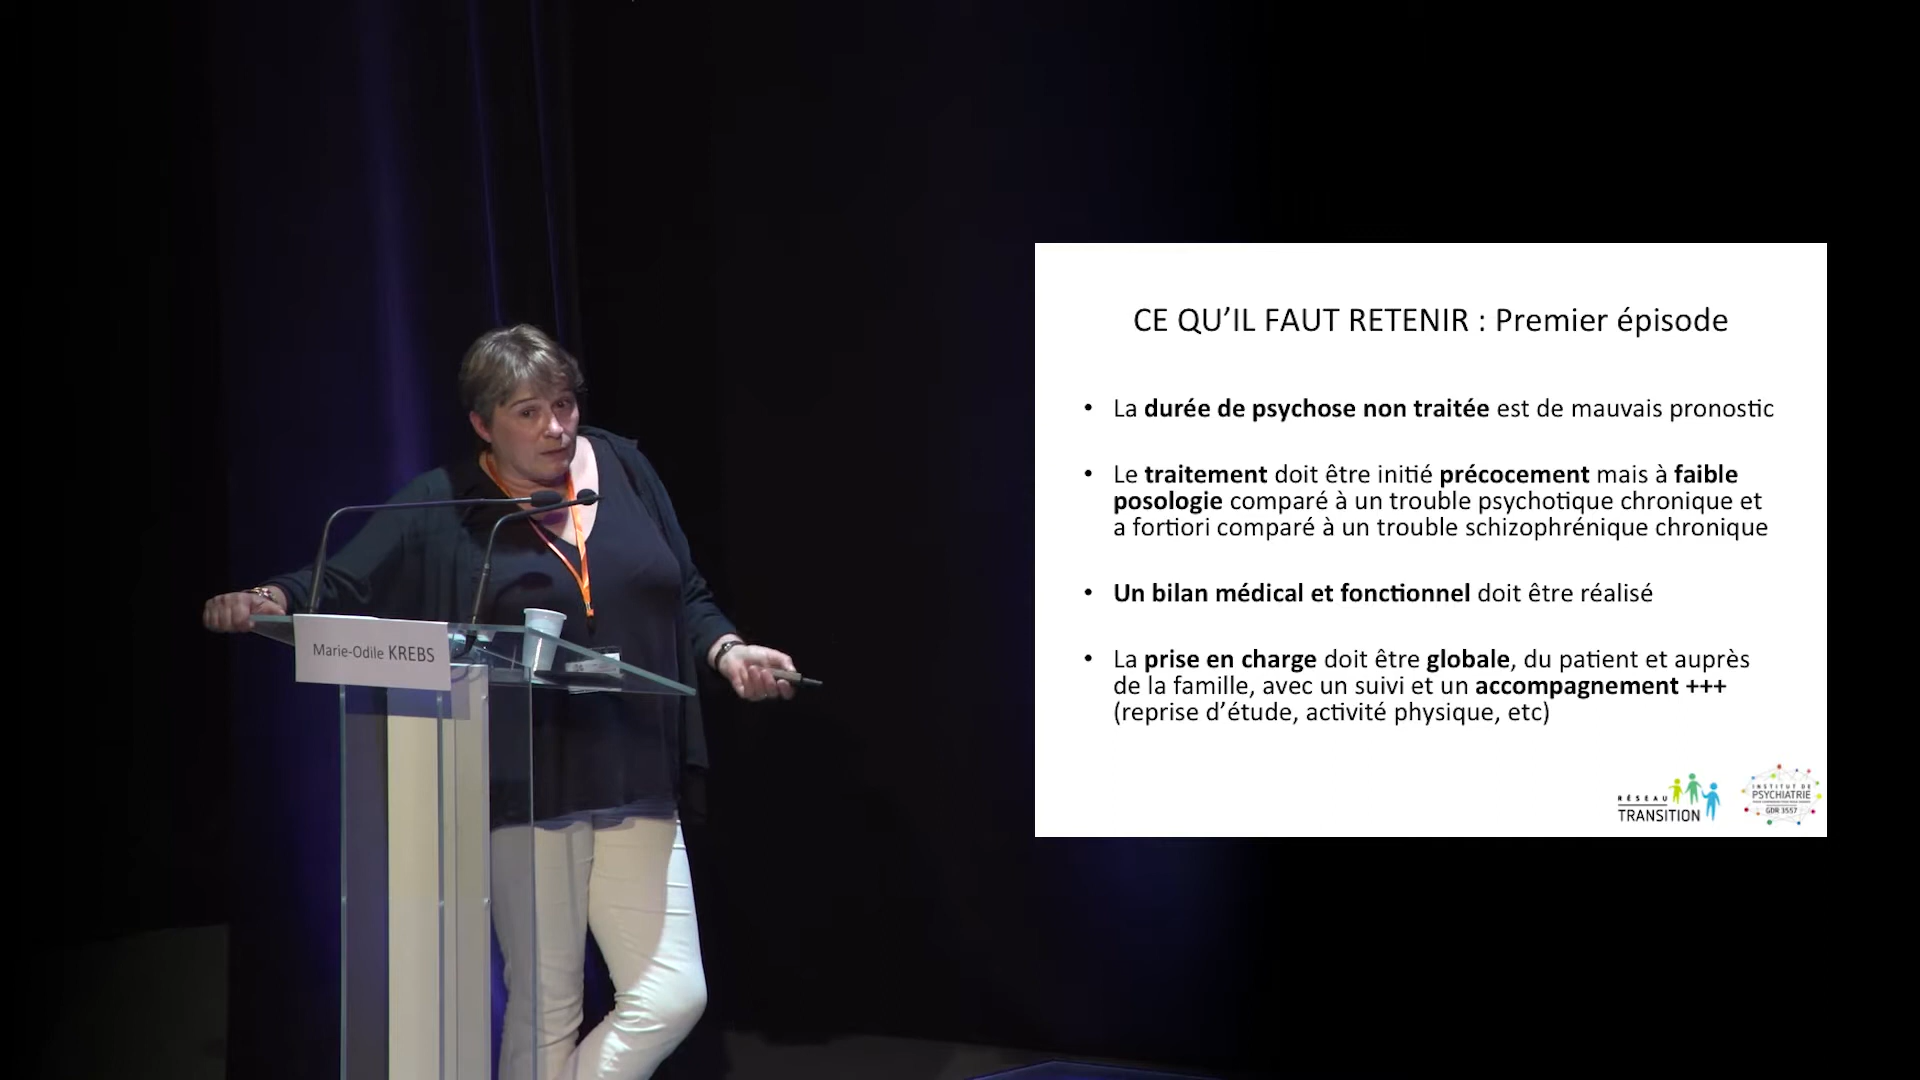 Marie-Odile KREBS
CE QU’IL FAUT RETENIR : Premier épisode
• La durée de psychose non traitée est de mauvais pronostic
• Le traitement doit être initié précocement mais à faible
posologie comparé à un trouble psychotique chronique et
a fortiori comparé à un trouble schizophrénique chronique
• Un bilan médical et fonctionnel doit être réalisé
• La prise en charge doit être globale, du patient et auprès
de la famille, avec un suivi et un accompagnement +++
(reprise d’étude, activité physique, etc)
RÉSEAU
TRANSITION
INSTITUT DE
PSYCHIATRIE
GDR 3557